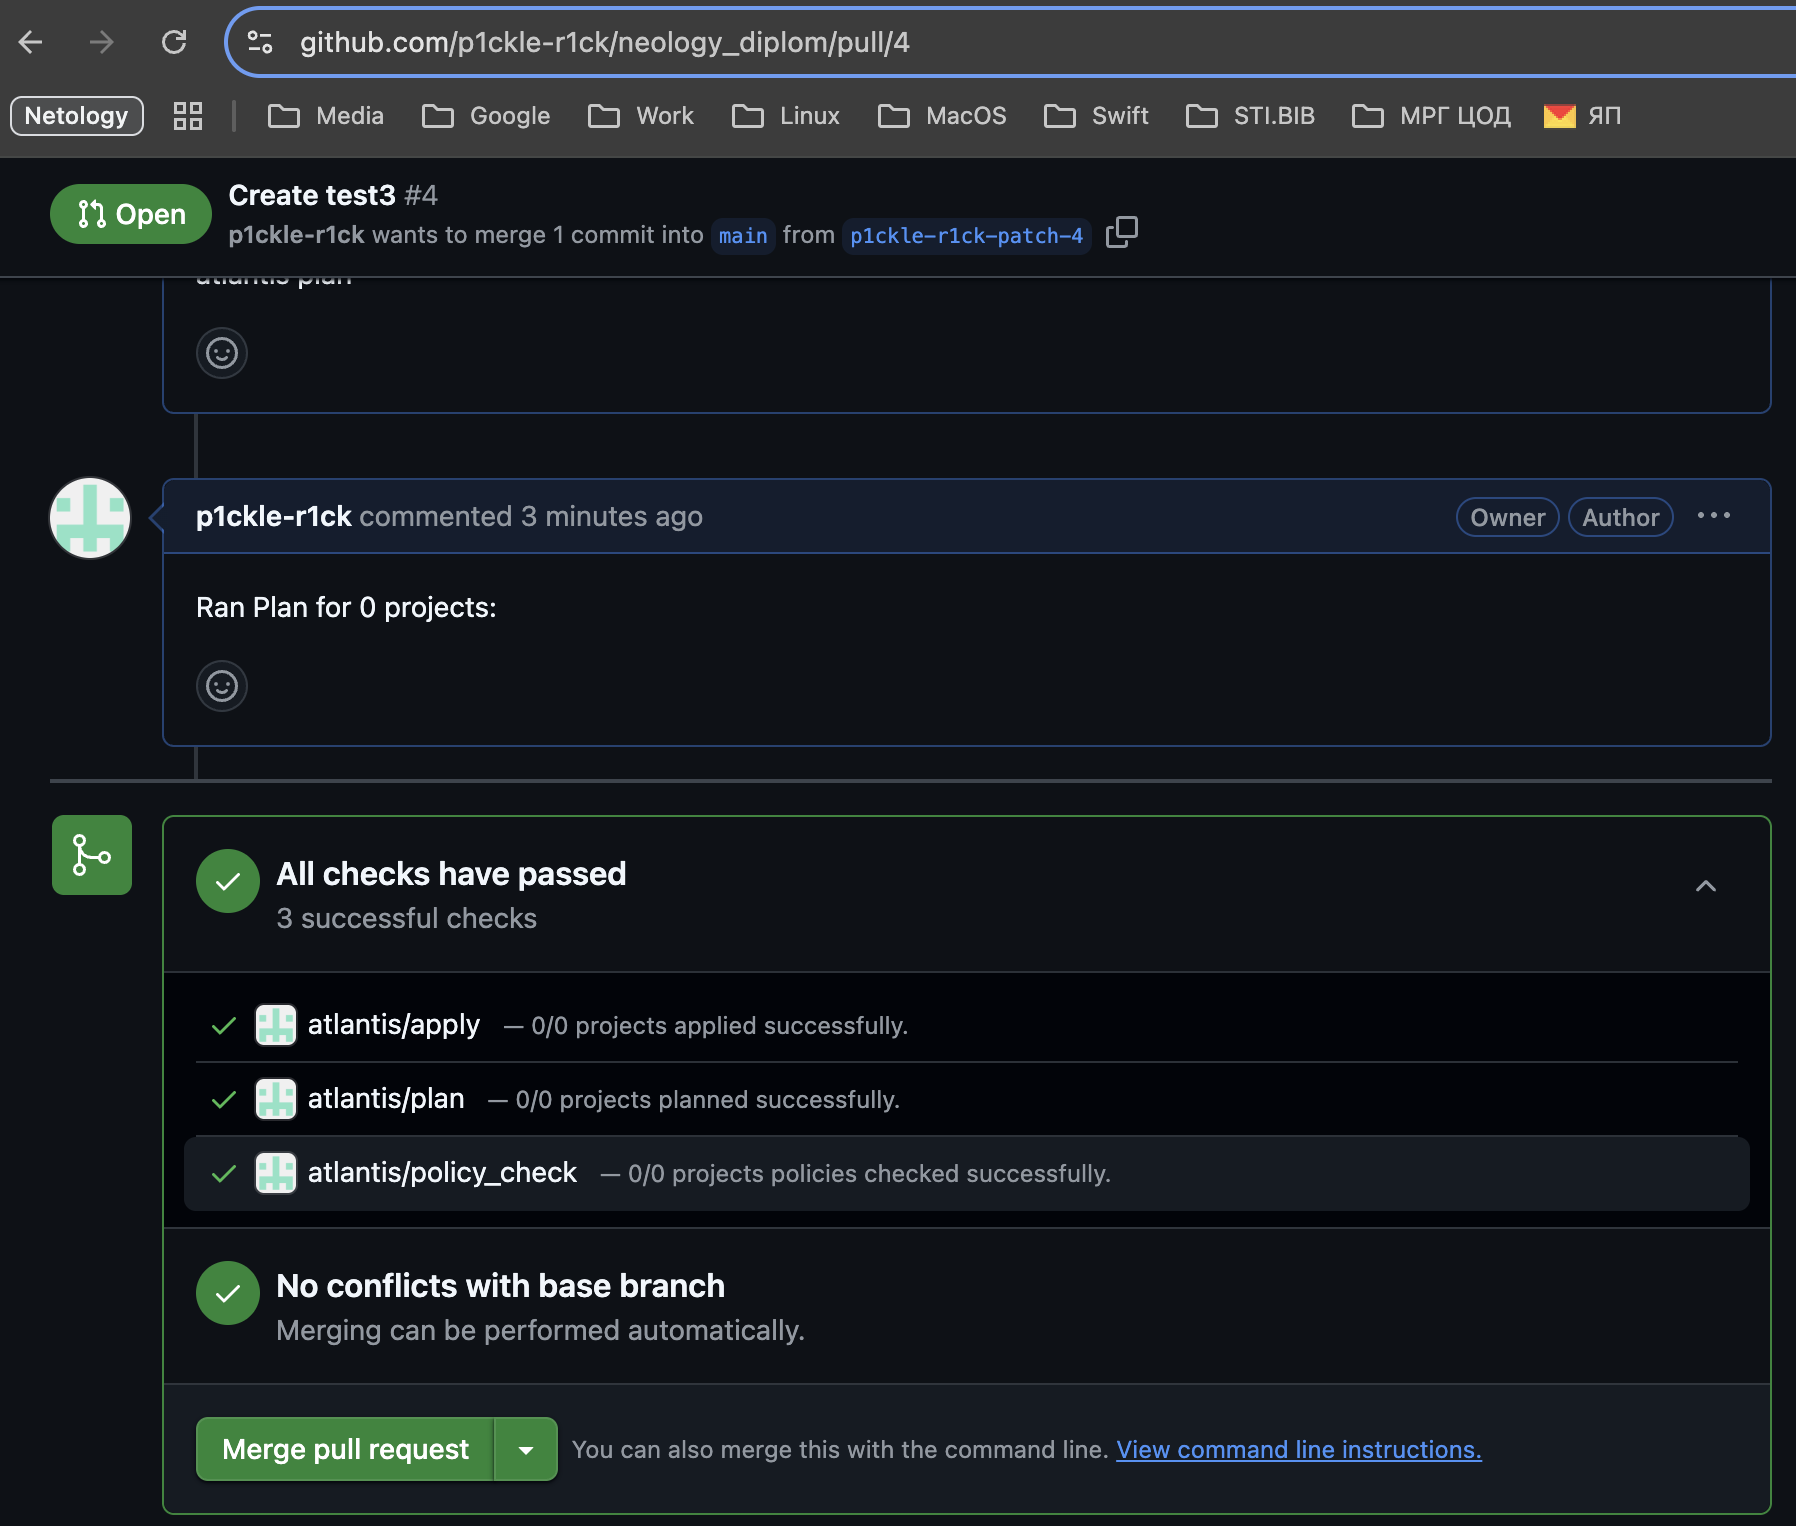 github.com/p1ckle-r1ck/neology_diplom/pull/4
Netology Media Google Work Linux MacOS Swift STI.BIB МРГ ЦОД ЯП
Open Create test3 #4
p1ckle-r1ck wants to merge 1 commit into main from p1ckle-r1ck-patch-4
atlantis plan
p1ckle-r1ck commented 3 minutes ago Owner Author
Ran Plan for 0 projects:
All checks have passed
3 successful checks
atlantis/apply — 0/0 projects applied successfully.
atlantis/plan — 0/0 projects planned successfully.
atlantis/policy_check — 0/0 projects policies checked successfully.
No conflicts with base branch
Merging can be performed automatically.
Merge pull request You can also merge this with the command line. View command line instructions.